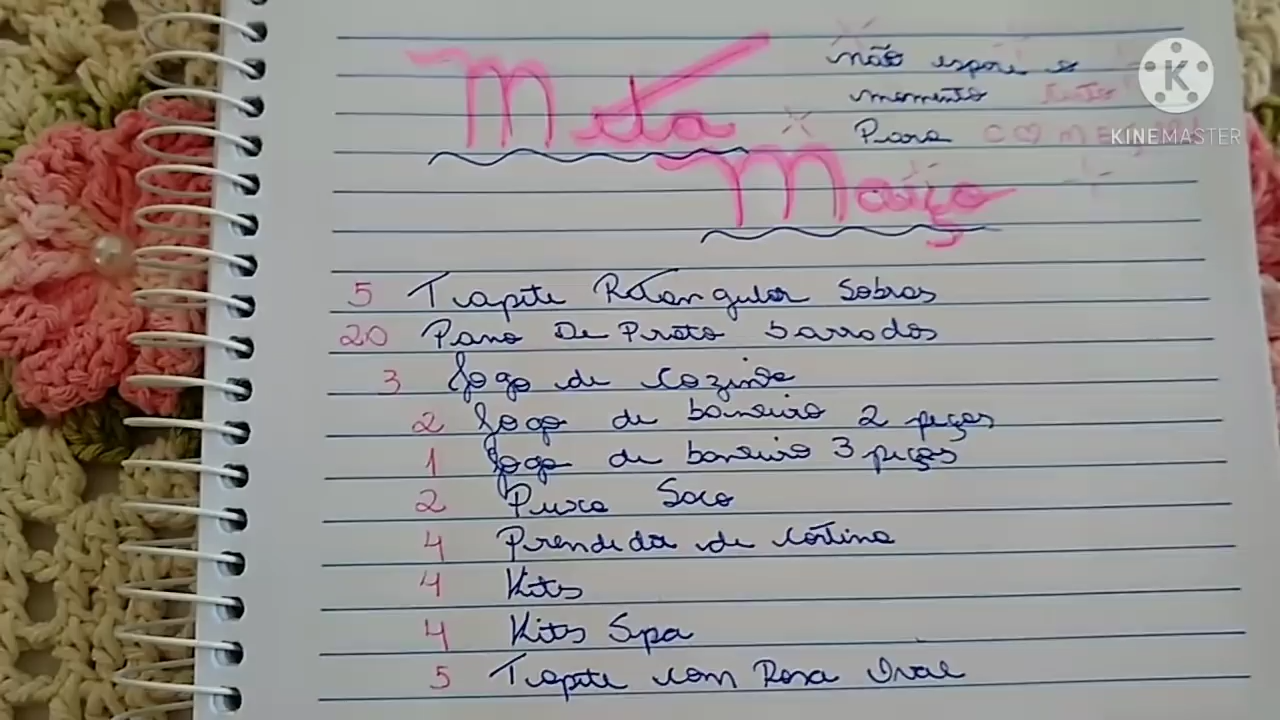 Meta
Março
não espere o
momento
Para começar
KINEMASTER
5 Tapete Retangular Sobras
20 Pano De Prato barrados
3 Jogo de Cozinha
2 Jogo de banheiro 2 peças
1 Jogo de banheiro 3 peças
2 Puxa Saco
4 Prendedor de Cortina
4 Kits
4 Kits Spa
5 Tapete com Rosa Oval